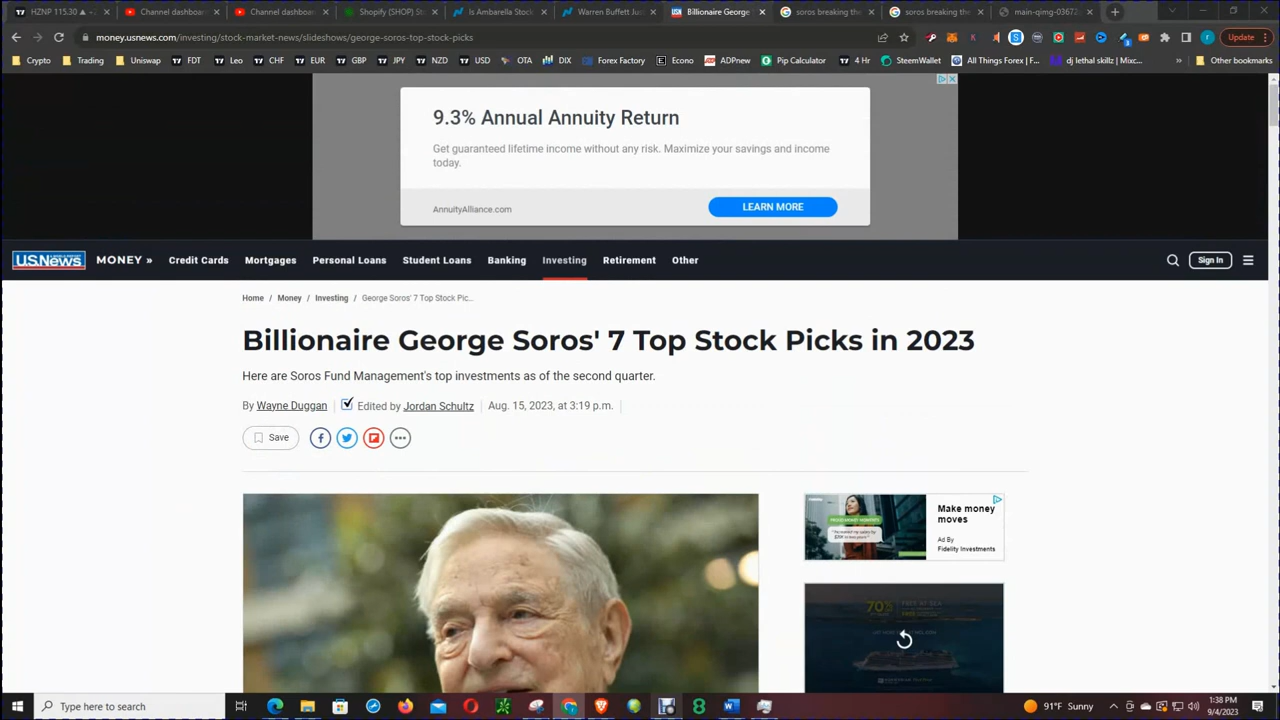 HZNP 115.30 ▲
Channel dashboard
Channel dashboard
Shopify (SHOP) St
Is Ambarella Stock
Warren Buffett Just
Billionaire George
soros breaking the
soros breaking the
main-qimg-03672
money.usnews.com/investing/stock-market-news/slideshows/george-soros-top-stock-picks
Update
Crypto Trading Uniswap FDT Leo CHF EUR GBP JPY NZD USD OTA DIX Forex Factory Econo ADPnew Pip Calculator 4 Hr SteemWallet All Things Forex | F... dj lethal skillz | Mixc... » Other bookmarks
9.3% Annual Annuity Return
Get guaranteed lifetime income without any risk. Maximize your savings and income
today.
AnnuityAlliance.com
LEARN MORE
U.S.News MONEY » Credit Cards Mortgages Personal Loans Student Loans Banking Investing Retirement Other Sign In
Home / Money / Investing / George Soros' 7 Top Stock Pic...
Billionaire George Soros' 7 Top Stock Picks in 2023
Here are Soros Fund Management's top investments as of the second quarter.
By Wayne Duggan | Edited by Jordan Schultz | Aug. 15, 2023, at 3:19 p.m.
Save
Make money
moves
Ad By
Fidelity Investments
70%
Type here to search
91°F Sunny
1:38 PM
9/4/2023